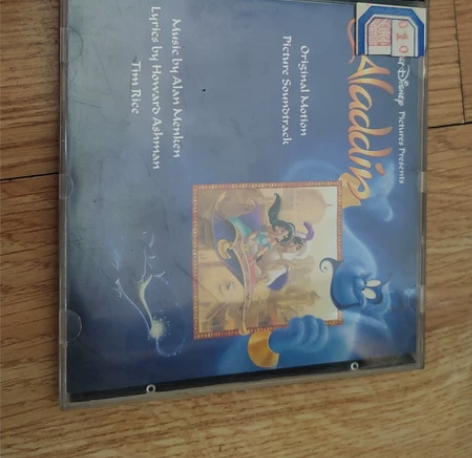 Disney Pictures Presents
Aladdin
Original Motion
Picture Soundtrack
Music by Alan Menken
Lyrics by Howard Ashman
Tim Rice